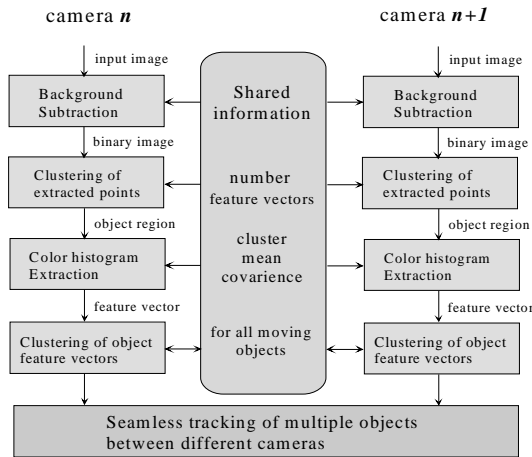 camera n
camera n+1
input image
input image
Background
Subtraction
Shared
information
Background
Subtraction
binary image
binary image
Clustering of
extracted points
number
feature vectors
Clustering of
extracted points
object region
object region
Color histogram
Extraction
cluster
mean
covarience
Color histogram
Extraction
feature vector
feature vector
Clustering of object
feature vectors
for all moving
objects
Clustering of object
feature vectors
Seamless tracking of multiple objects
between different cameras